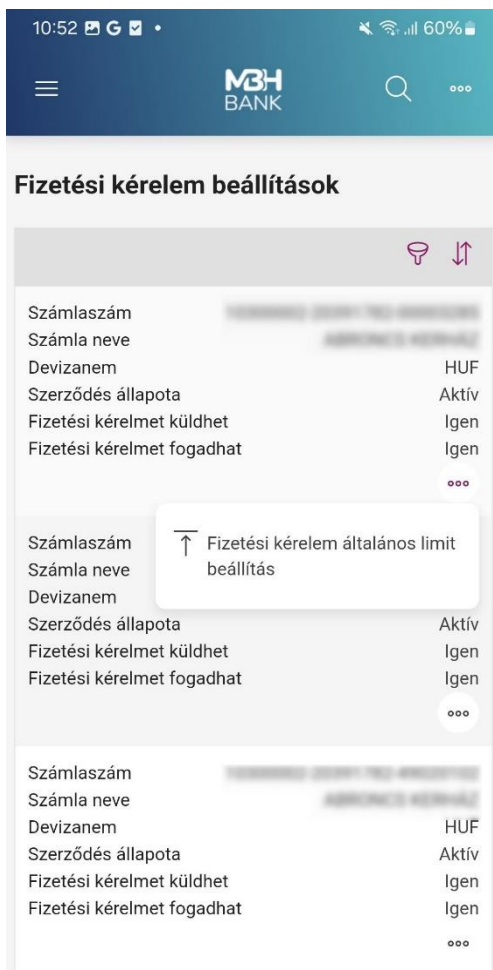 10:52 G
60%
MBH
BANK
Fizetési kérelem beállítások
Számlaszám
Számla neve
Devizanem HUF
Szerződés állapota Aktív
Fizetési kérelmet küldhet Igen
Fizetési kérelmet fogadhat Igen
Számlaszám
Fizetési kérelem általános limit
Számla neve
beállítás
Devizanem
Szerződés állapota Aktív
Fizetési kérelmet küldhet Igen
Fizetési kérelmet fogadhat Igen
Számlaszám
Számla neve
Devizanem HUF
Szerződés állapota Aktív
Fizetési kérelmet küldhet Igen
Fizetési kérelmet fogadhat Igen